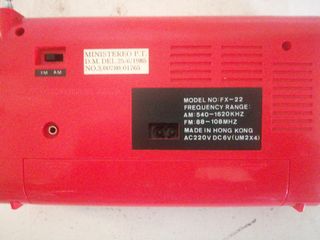 MINISTERO P.T.
D.M. DEL 25/6/1985
FM AM
MODEL NO: FX-22
FREQUENCY RANGE:
AM: 540-1620KHZ
FM: 88-108MHZ
MADE IN HONG KONG
AC220V DC6V(UM2X4)